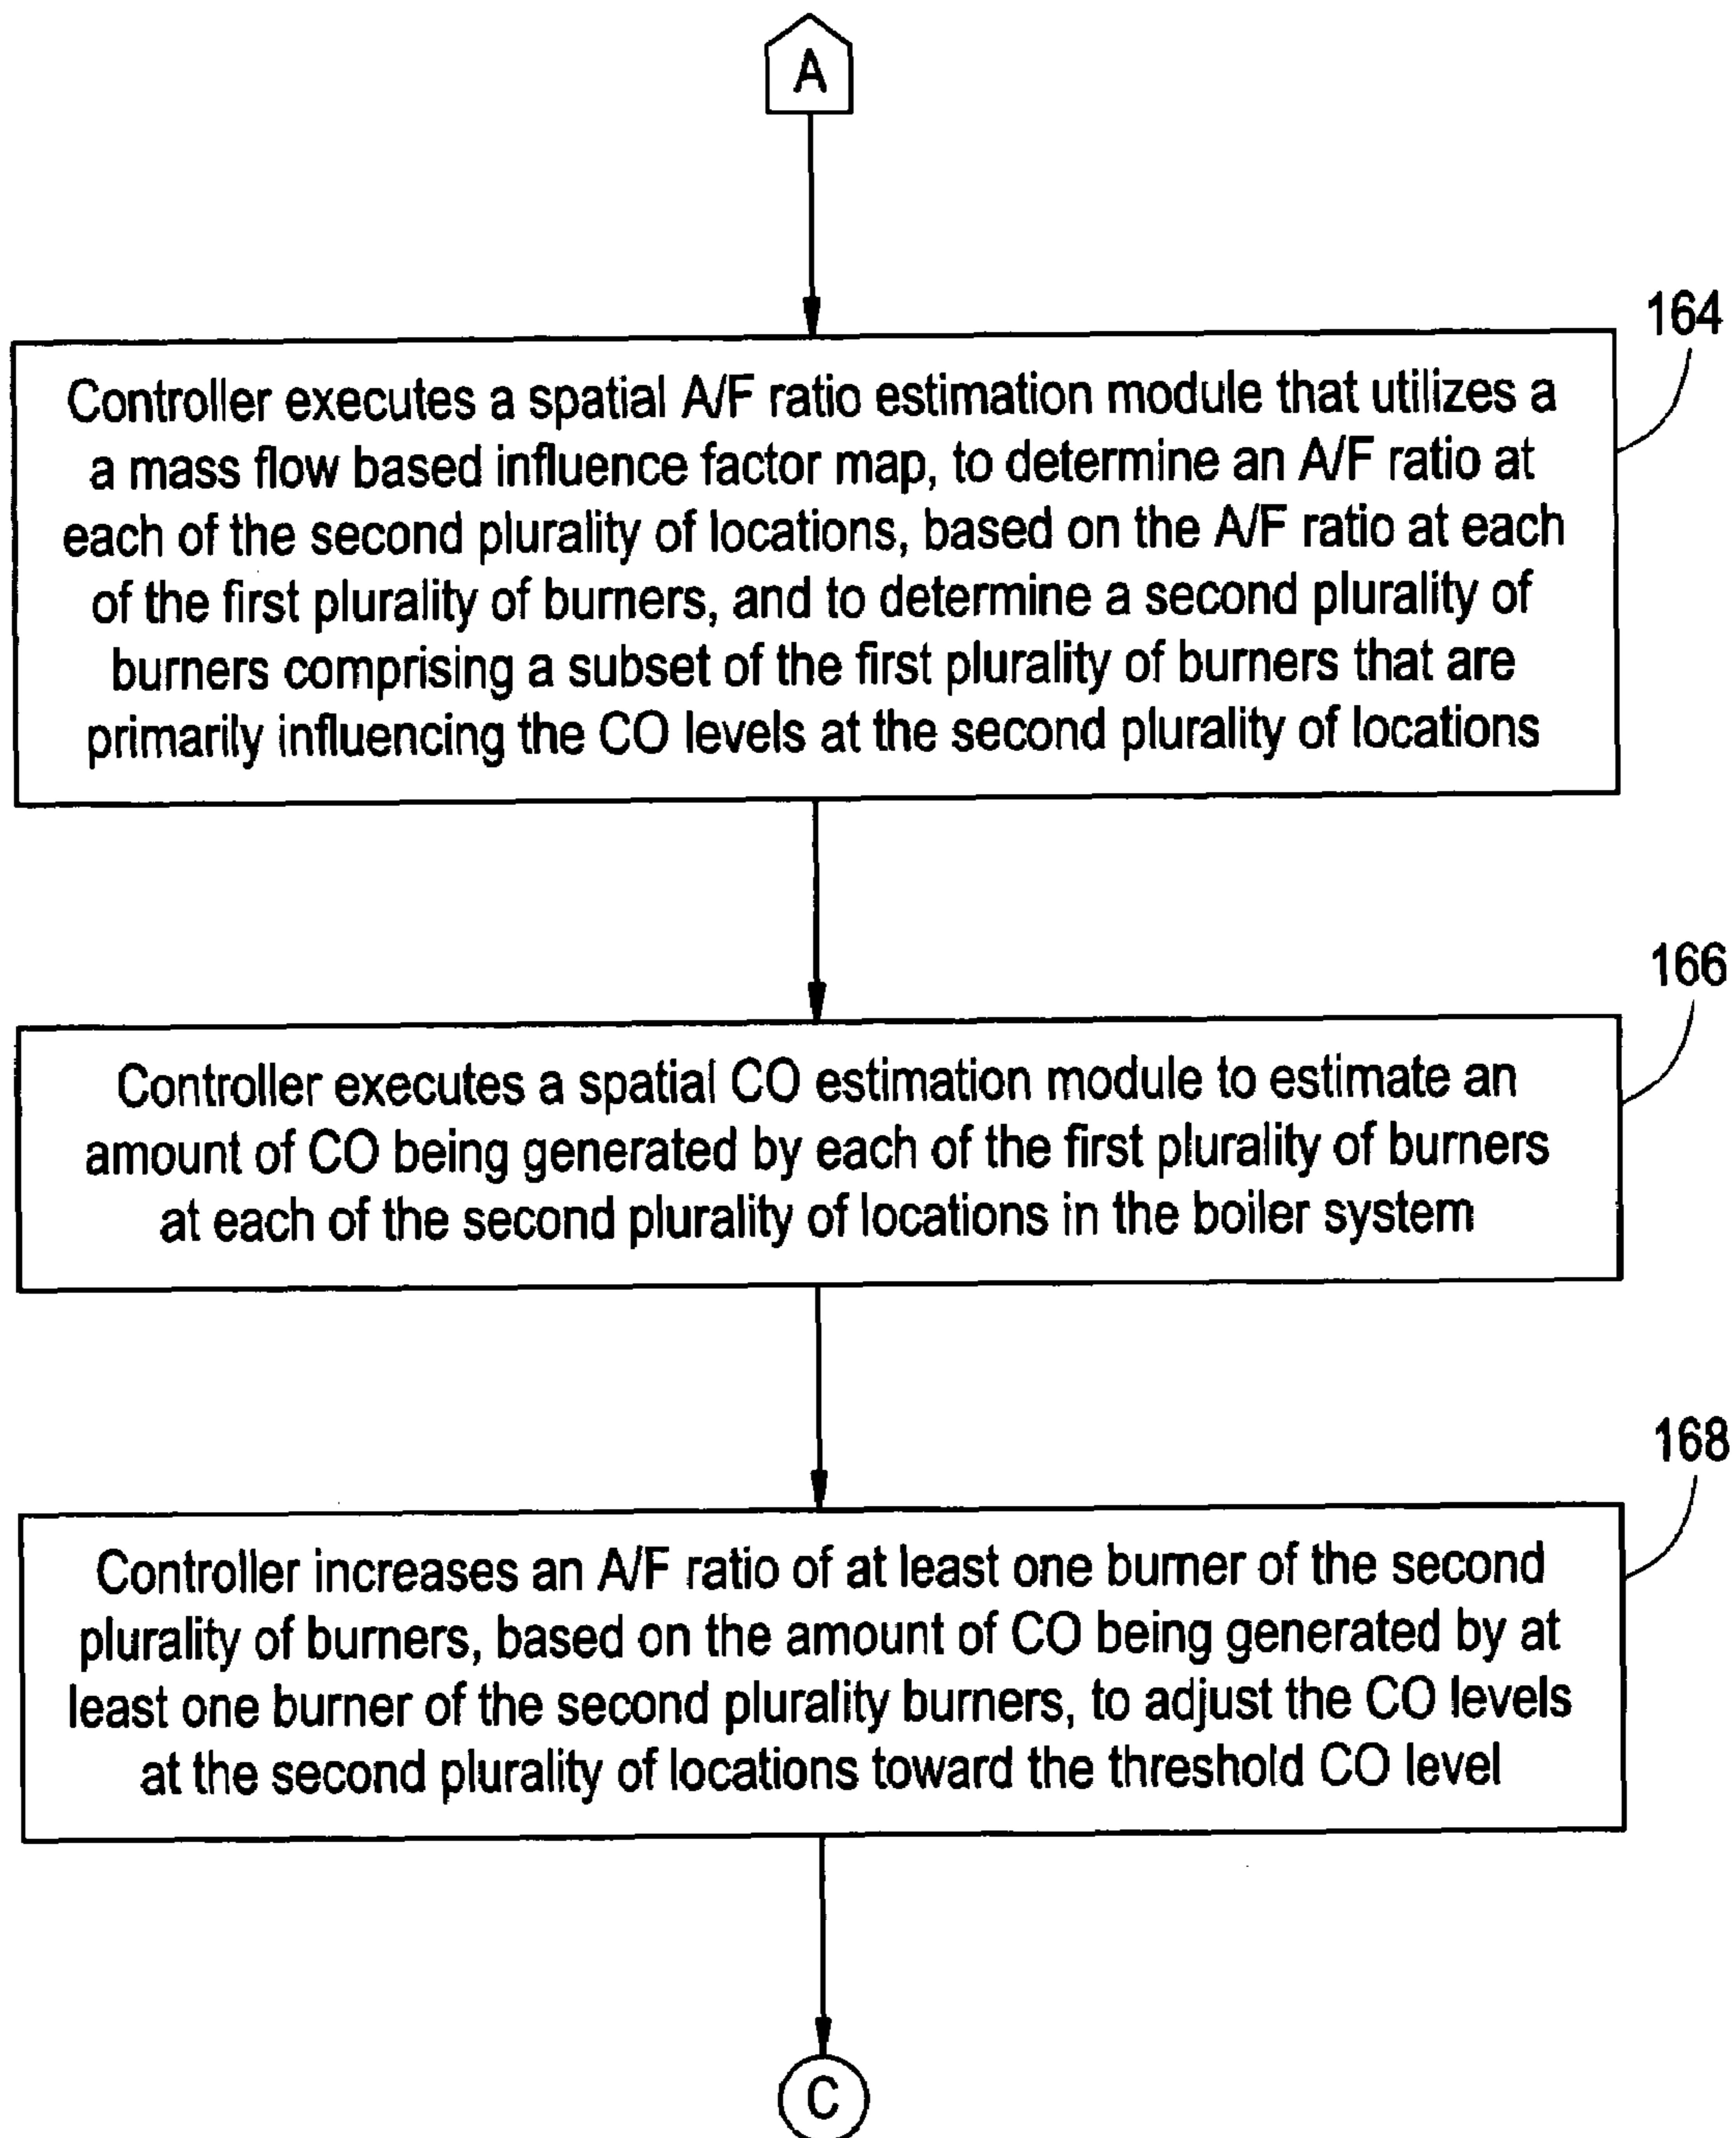 A
164
Controller executes a spatial A/F ratio estimation module that utilizes a
a mass flow based influence factor map, to determine an A/F ratio at
each of the second plurality of locations, based on the A/F ratio at each
of the first plurality of burners, and to determine a second plurality of
burners comprising a subset of the first plurality of burners that are
primarily influencing the CO levels at the second plurality of locations
166
Controller executes a spatial CO estimation module to estimate an
amount of CO being generated by each of the first plurality of burners
at each of the second plurality of locations in the boiler system
168
Controller increases an A/F ratio of at least one burner of the second
plurality of burners, based on the amount of CO being generated by at
least one burner of the second plurality burners, to adjust the CO levels
at the second plurality of locations toward the threshold CO level
C